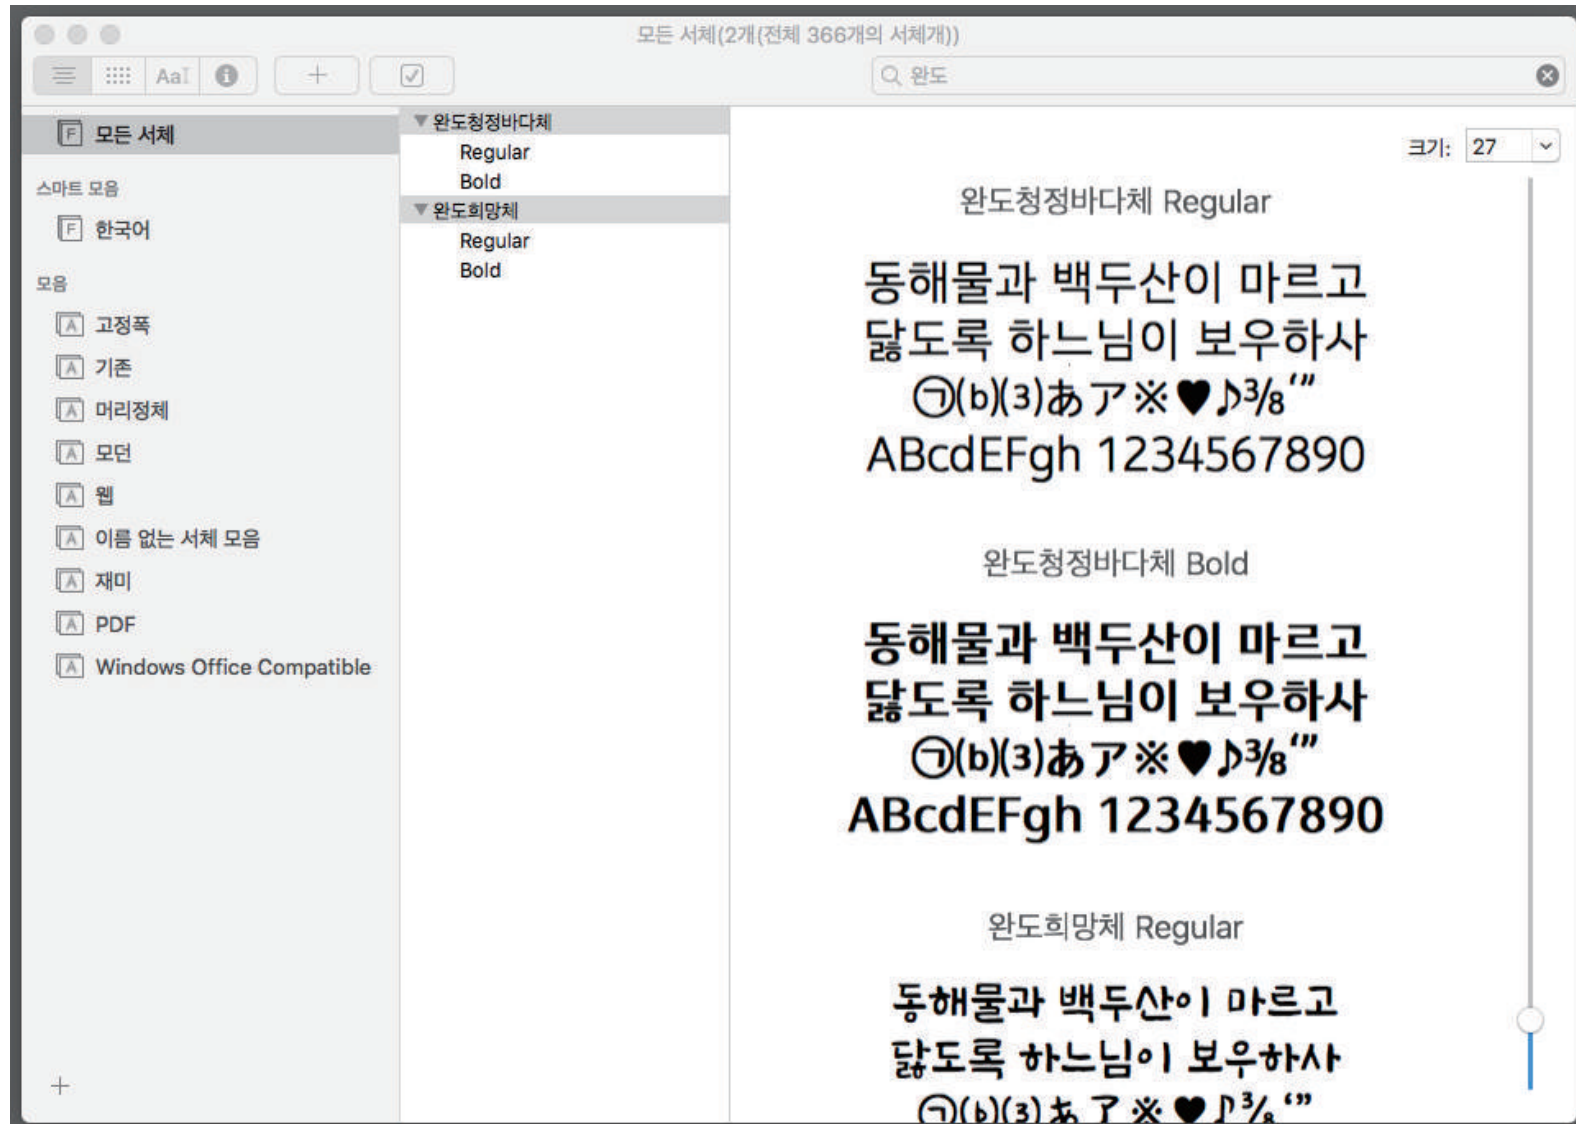 모든 서체(2개(전체 366개의 서체개))
AaI
완도
모든 서체
스마트 모음
한국어
모음
고정폭
기존
머리정체
모던
웹
이름 없는 서체 모음
재미
PDF
Windows Office Compatible
완도청정바다체
Regular
Bold
완도희망체
Regular
Bold
크기: 27
완도청정바다체 Regular
동해물과 백두산이 마르고
닳도록 하느님이 보우하사
㉠⒝⑶あア※♥♪⅜‘”
ABcdEFgh 1234567890
완도청정바다체 Bold
동해물과 백두산이 마르고
닳도록 하느님이 보우하사
㉠⒝⑶あア※♥♪⅜‘”
ABcdEFgh 1234567890
완도희망체 Regular
동해물과 백두산이 마르고
닳도록 하느님이 보우하사
㉠⒝⑶あア※♥♪⅜‘”